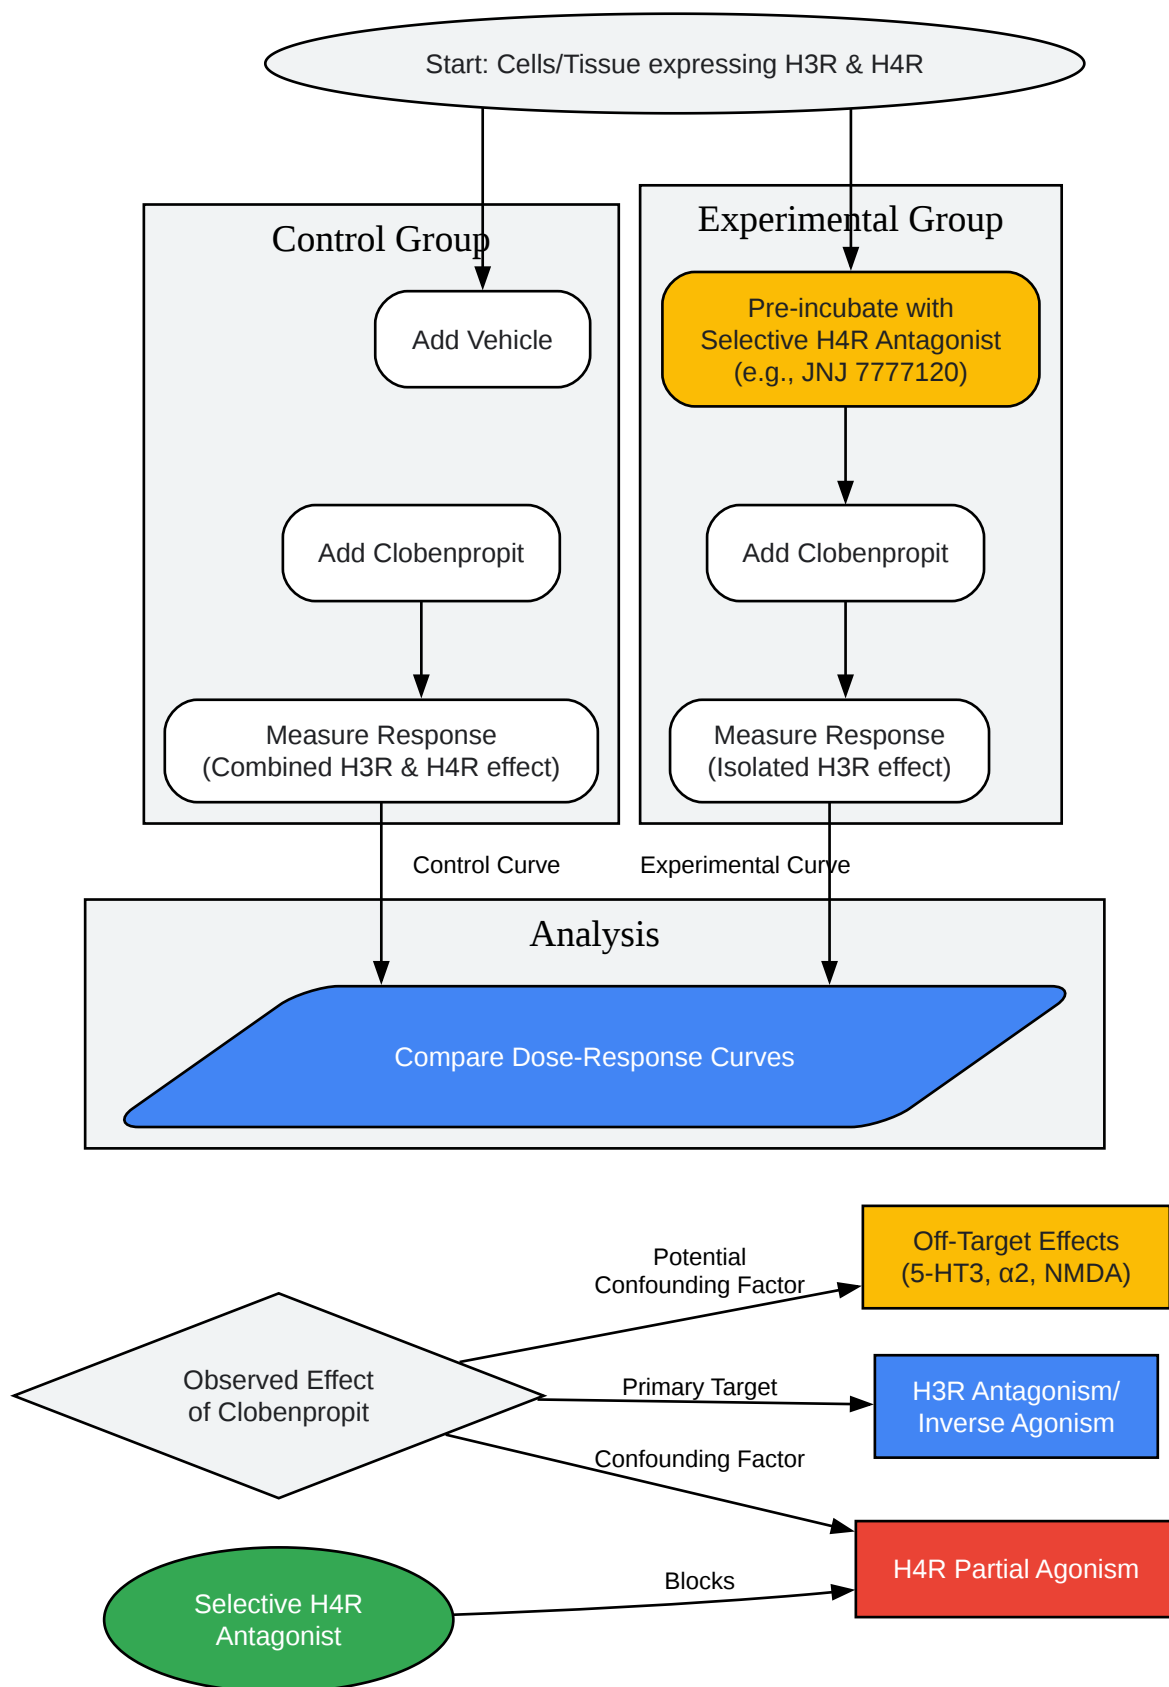 Start: Cells/Tissue expressing H3R & H4R
Control Group
Add Vehicle
Add Clobenpropit
Measure Response
(Combined H3R & H4R effect)
Experimental Group
Pre-incubate with
Selective H4R Antagonist
(e.g., JNJ 7777120)
Add Clobenpropit
Measure Response
(Isolated H3R effect)
Control Curve
Experimental Curve
Analysis
Compare Dose-Response Curves
Observed Effect
of Clobenpropit
Potential
Confounding Factor
Off-Target Effects
(5-HT3, α2, NMDA)
Primary Target
H3R Antagonism/
Inverse Agonism
Confounding Factor
H4R Partial Agonism
Selective H4R
Antagonist
Blocks